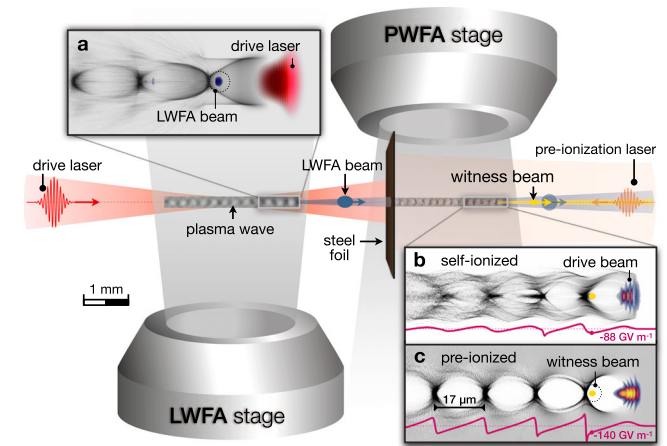 PWFA stage
a
drive laser
LWFA beam
drive laser
LWFA beam
witness beam
pre-ionization laser
plasma wave
steel
foil
1 mm
b
self-ionized
drive beam
-88 GV m⁻¹
c
pre-ionized
witness beam
17 μm
-140 GV m⁻¹
LWFA stage